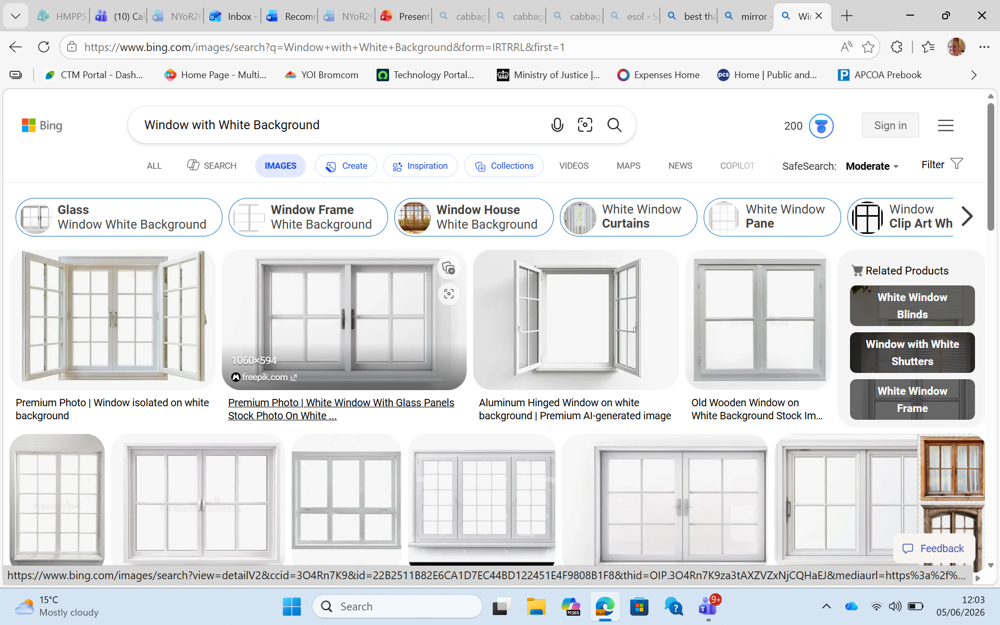 HMPPS
(10) Cal
NYoR26
Inbox -
Recomm
NYoR26
Present
cabbag
cabbag
cabbag
esol - S
best tha
mirror -
Wir
https://www.bing.com/images/search?q=Window+with+White+Background&form=IRTRRL&first=1
CTM Portal - Dash...
Home Page - Multi...
YOI Bromcom
Technology Portal...
Ministry of Justice |...
Expenses Home
pcs
Home | Public and...
APCOA Prebook
Bing
Window with White Background
200
Sign in
ALL
SEARCH
IMAGES
Create
Inspiration
Collections
VIDEOS
MAPS
NEWS
COPILOT
SafeSearch: Moderate
Filter
Glass
Window White Background
Window Frame
White Background
Window House
White Background
White Window
Curtains
White Window
Pane
Window
Clip Art Wh
1060×594
freepik.com
Related Products
White Window
Blinds
Window with White
Shutters
White Window
Frame
Premium Photo | Window isolated on white
background
Premium Photo | White Window With Glass Panels
Stock Photo On White ...
Aluminum Hinged Window on white
background | Premium AI-generated image
Old Wooden Window on
White Background Stock Im...
Feedback
https://www.bing.com/images/search?view=detailV2&ccid=3O4Rn7K9&id=22B2511B82E6CA1D7EC44BD122451E4F9808B1F8&thid=OIP.3O4Rn7K9za3tAXZVZxNjCQHaEJ&mediaurl=https%3a%2f%...
15°C
Mostly cloudy
Search
M365
9+
12:03
05/06/2026